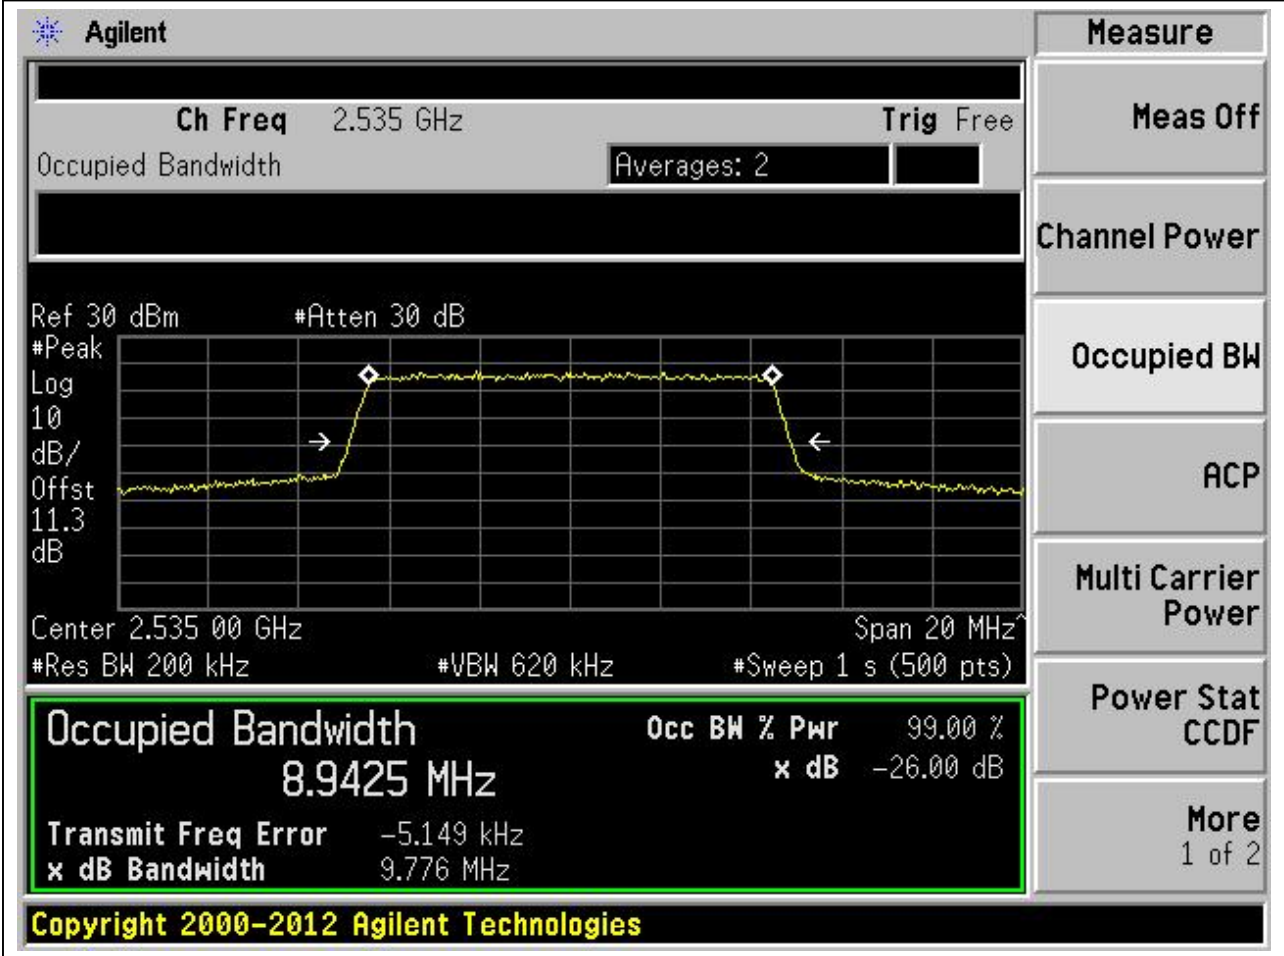 Agilent
Measure
Ch Freq 2.535 GHz Trig Free
Occupied Bandwidth Averages: 2
Meas Off
Channel Power
Occupied BW
ACP
Multi Carrier
Power
Power Stat
CCDF
More
1 of 2
Ref 30 dBm #Atten 30 dB
#Peak
Log
10
dB/
Offst
11.3
dB
Center 2.535 00 GHz Span 20 MHz^
#Res BW 200 kHz #VBW 620 kHz #Sweep 1 s (500 pts)
Occupied Bandwidth Occ BW % Pwr 99.00 %
8.9425 MHz x dB -26.00 dB
Transmit Freq Error -5.149 kHz
x dB Bandwidth 9.776 MHz
Copyright 2000-2012 Agilent Technologies